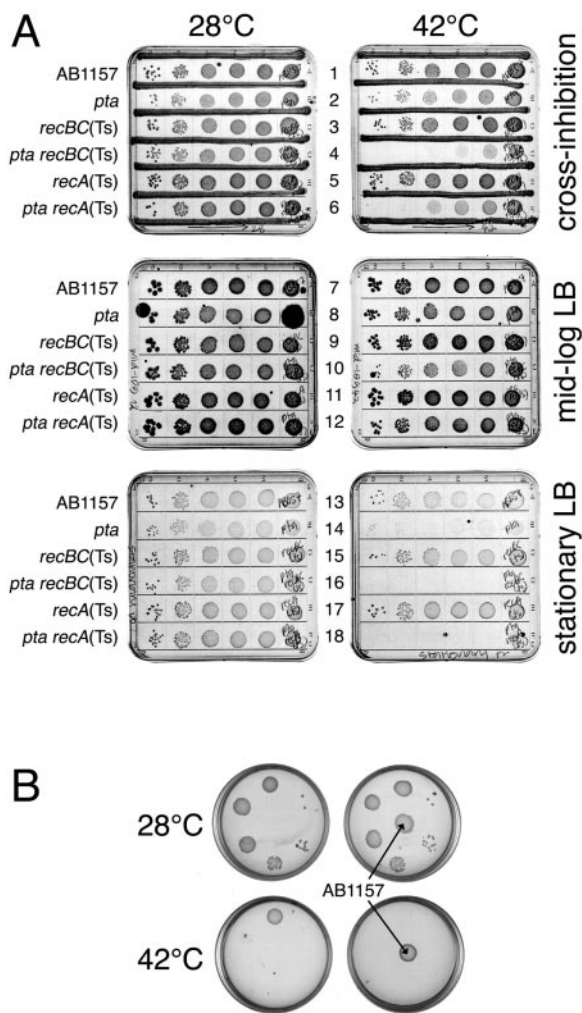 A
28°C 42°C
AB1157 1
pta 2
recBC(Ts) 3
pta recBC(Ts) 4
recA(Ts) 5
pta recA(Ts) 6
cross-inhibition
AB1157 7
pta 8
recBC(Ts) 9
pta recBC(Ts) 10
recA(Ts) 11
pta recA(Ts) 12
mid-log LB
AB1157 13
pta 14
recBC(Ts) 15
pta recBC(Ts) 16
recA(Ts) 17
pta recA(Ts) 18
stationary LB
B
28°C
AB1157
42°C